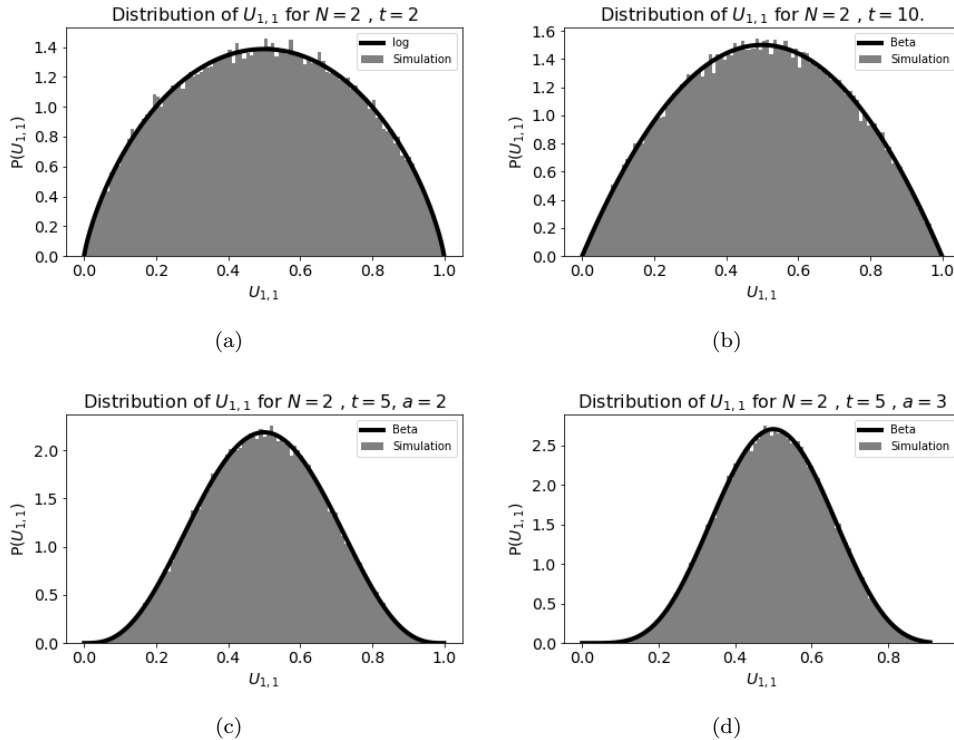 Distribution of U₁,₁ for N = 2 , t = 2
log
Simulation
P(U₁,₁)
1.4
1.2
1.0
0.8
0.6
0.4
0.2
0.0
0.0 0.2 0.4 0.6 0.8 1.0
U₁,₁
(a)
Distribution of U₁,₁ for N = 2 , t = 10.
Beta
Simulation
P(U₁,₁)
1.6
1.4
1.2
1.0
0.8
0.6
0.4
0.2
0.0
0.0 0.2 0.4 0.6 0.8 1.0
U₁,₁
(b)
Distribution of U₁,₁ for N = 2 , t = 5, a = 2
Beta
Simulation
P(U₁,₁)
2.0
1.5
1.0
0.5
0.0
0.0 0.2 0.4 0.6 0.8 1.0
U₁,₁
(c)
Distribution of U₁,₁ for N = 2 , t = 5 , a = 3
Beta
Simulation
P(U₁,₁)
2.5
2.0
1.5
1.0
0.5
0.0
0.0 0.2 0.4 0.6 0.8
U₁,₁
(d)